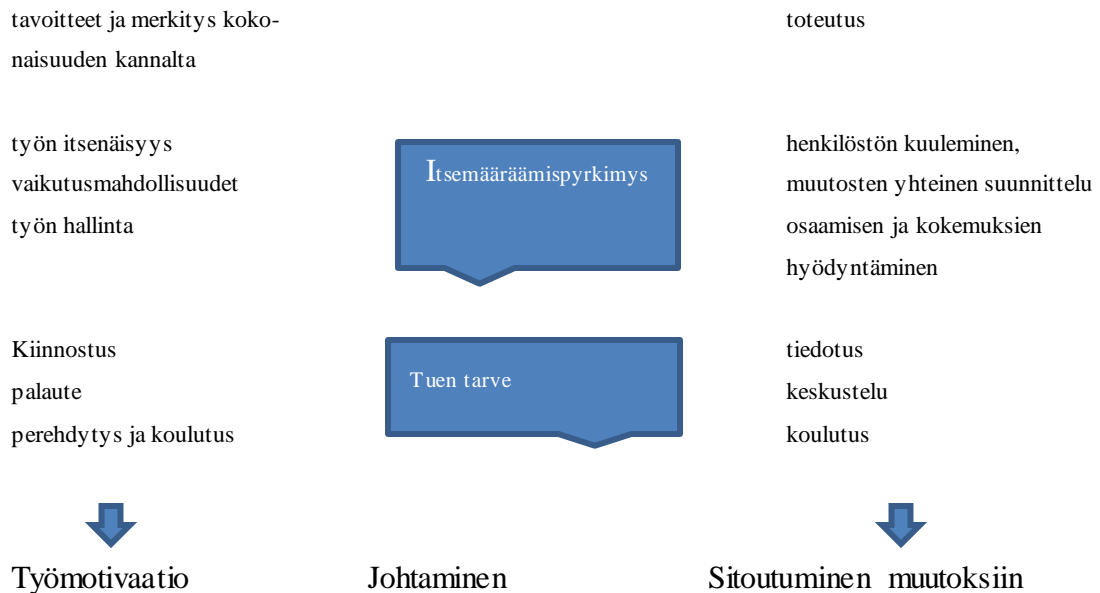 tavoitteet ja merkitys koko-
naisuuden kannalta
toteutus
työn itsenäisyys
vaikutusmahdollisuudet
työn hallinta
Itsemääräämispyrkimys
henkilöstön kuuleminen,
muutosten yhteinen suunnittelu
osaamisen ja kokemuksien
hyödyntäminen
Kiinnostus
palaute
perehdytys ja koulutus
Tuen tarve
tiedotus
keskustelu
koulutus
Työmotivaatio
Johtaminen
Sitoutuminen muutoksiin